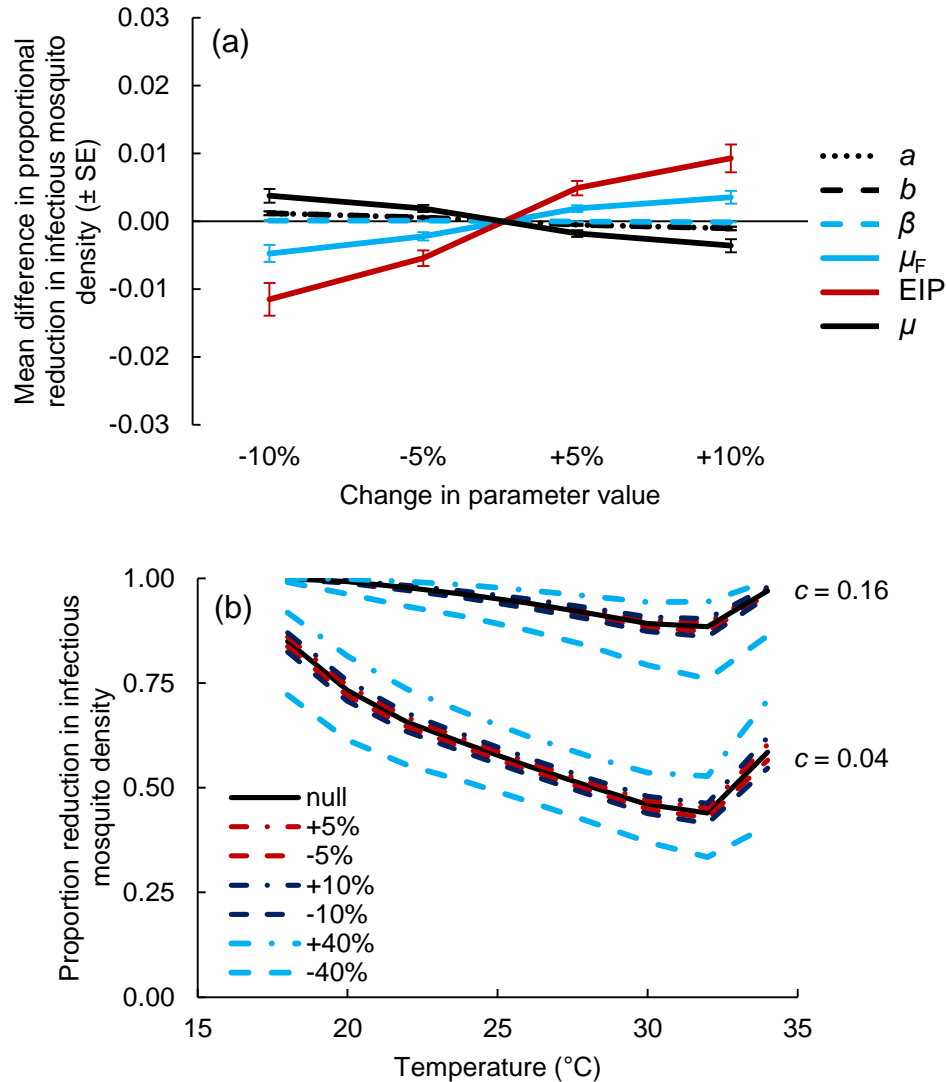 (a)
Mean difference in proportional
reduction in infectious mosquito
density (± SE)
0.03
0.02
0.01
0.00
-0.01
-0.02
-0.03
-10%
-5%
+5%
+10%
Change in parameter value
a
b
β
μF
EIP
μ
(b)
Proportion reduction in infectious
mosquito density
1.00
0.75
0.50
0.25
0.00
c = 0.16
c = 0.04
null
+5%
-5%
+10%
-10%
+40%
-40%
15
20
25
30
35
Temperature (°C)